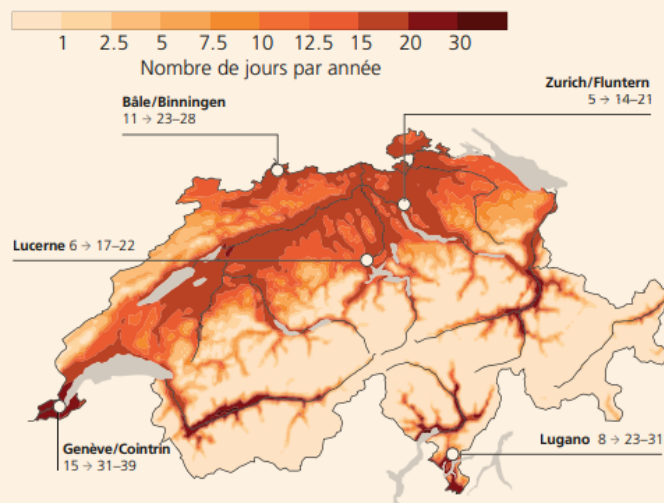 1 2.5 5 7.5 10 12.5 15 20 30
Nombre de jours par année
Zurich/Fluntern
5 → 14–21
Bâle/Binningen
11 → 23–28
Lucerne 6 → 17–22
Genève/Cointrin
15 → 31–39
Lugano 8 → 23–31